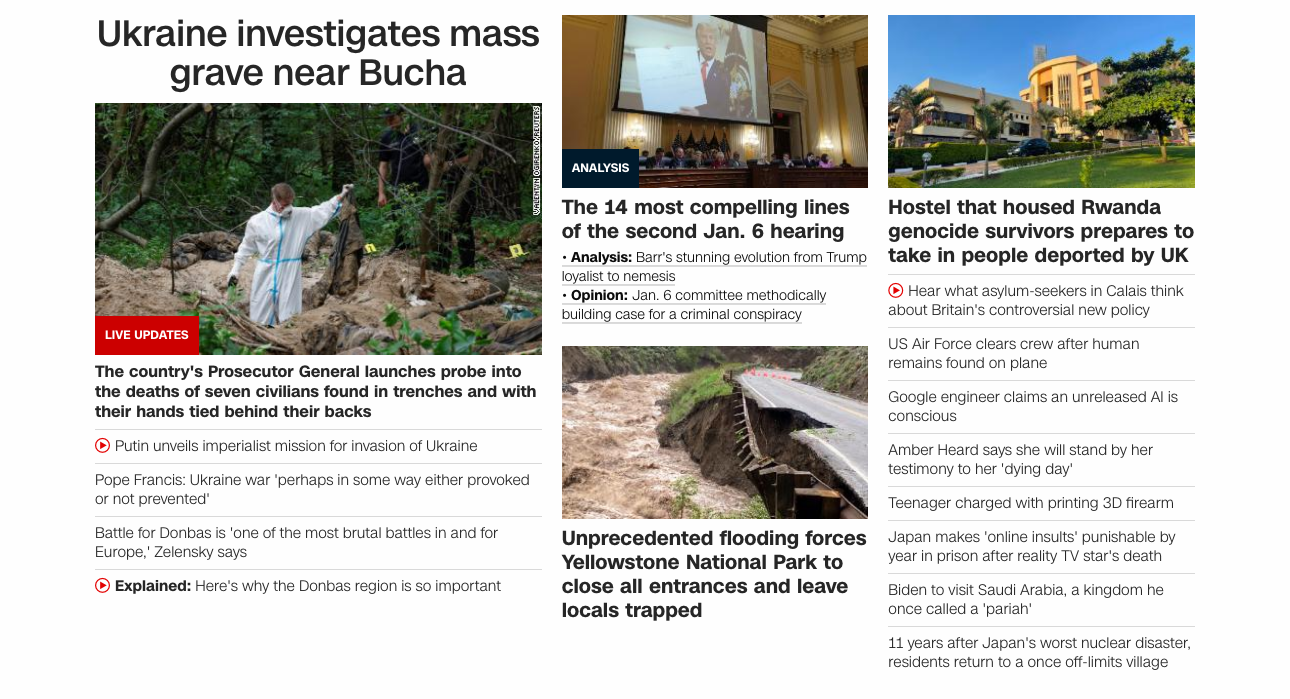 Ukraine investigates mass
grave near Bucha
VALENTYN OGIRENKO/REUTERS
LIVE UPDATES
The country's Prosecutor General launches probe into
the deaths of seven civilians found in trenches and with
their hands tied behind their backs
Putin unveils imperialist mission for invasion of Ukraine
Pope Francis: Ukraine war 'perhaps in some way either provoked
or not prevented'
Battle for Donbas is 'one of the most brutal battles in and for
Europe,' Zelensky says
Explained: Here's why the Donbas region is so important
ANALYSIS
The 14 most compelling lines
of the second Jan. 6 hearing
• Analysis: Barr's stunning evolution from Trump
loyalist to nemesis
• Opinion: Jan. 6 committee methodically
building case for a criminal conspiracy
Unprecedented flooding forces
Yellowstone National Park to
close all entrances and leave
locals trapped
Hostel that housed Rwanda
genocide survivors prepares to
take in people deported by UK
Hear what asylum-seekers in Calais think
about Britain's controversial new policy
US Air Force clears crew after human
remains found on plane
Google engineer claims an unreleased AI is
conscious
Amber Heard says she will stand by her
testimony to her 'dying day'
Teenager charged with printing 3D firearm
Japan makes 'online insults' punishable by
year in prison after reality TV star's death
Biden to visit Saudi Arabia, a kingdom he
once called a 'pariah'
11 years after Japan's worst nuclear disaster,
residents return to a once off-limits village